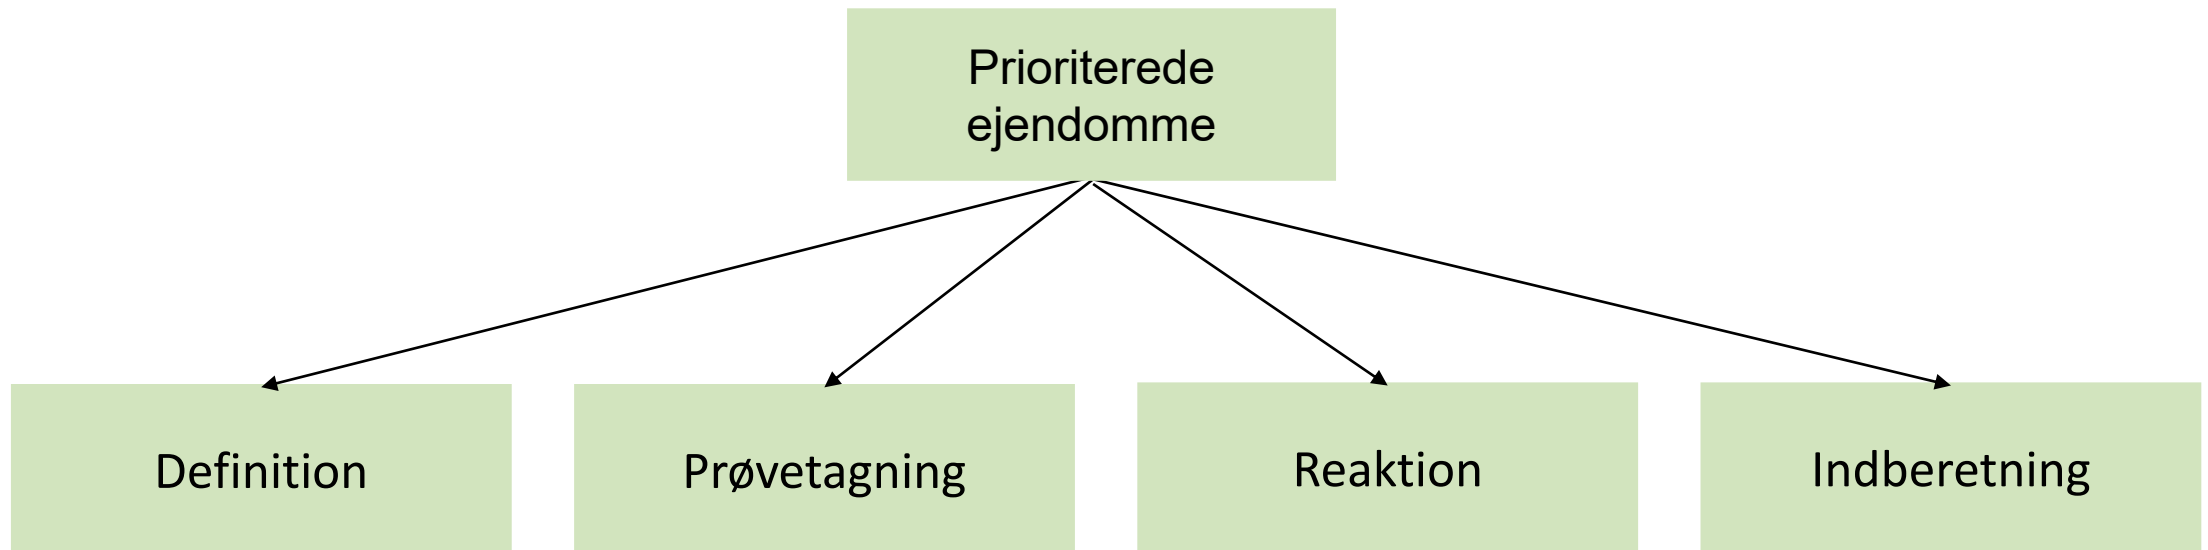 Prioriterede
ejendomme
Definition
Prøvetagning
Reaktion
Indberetning